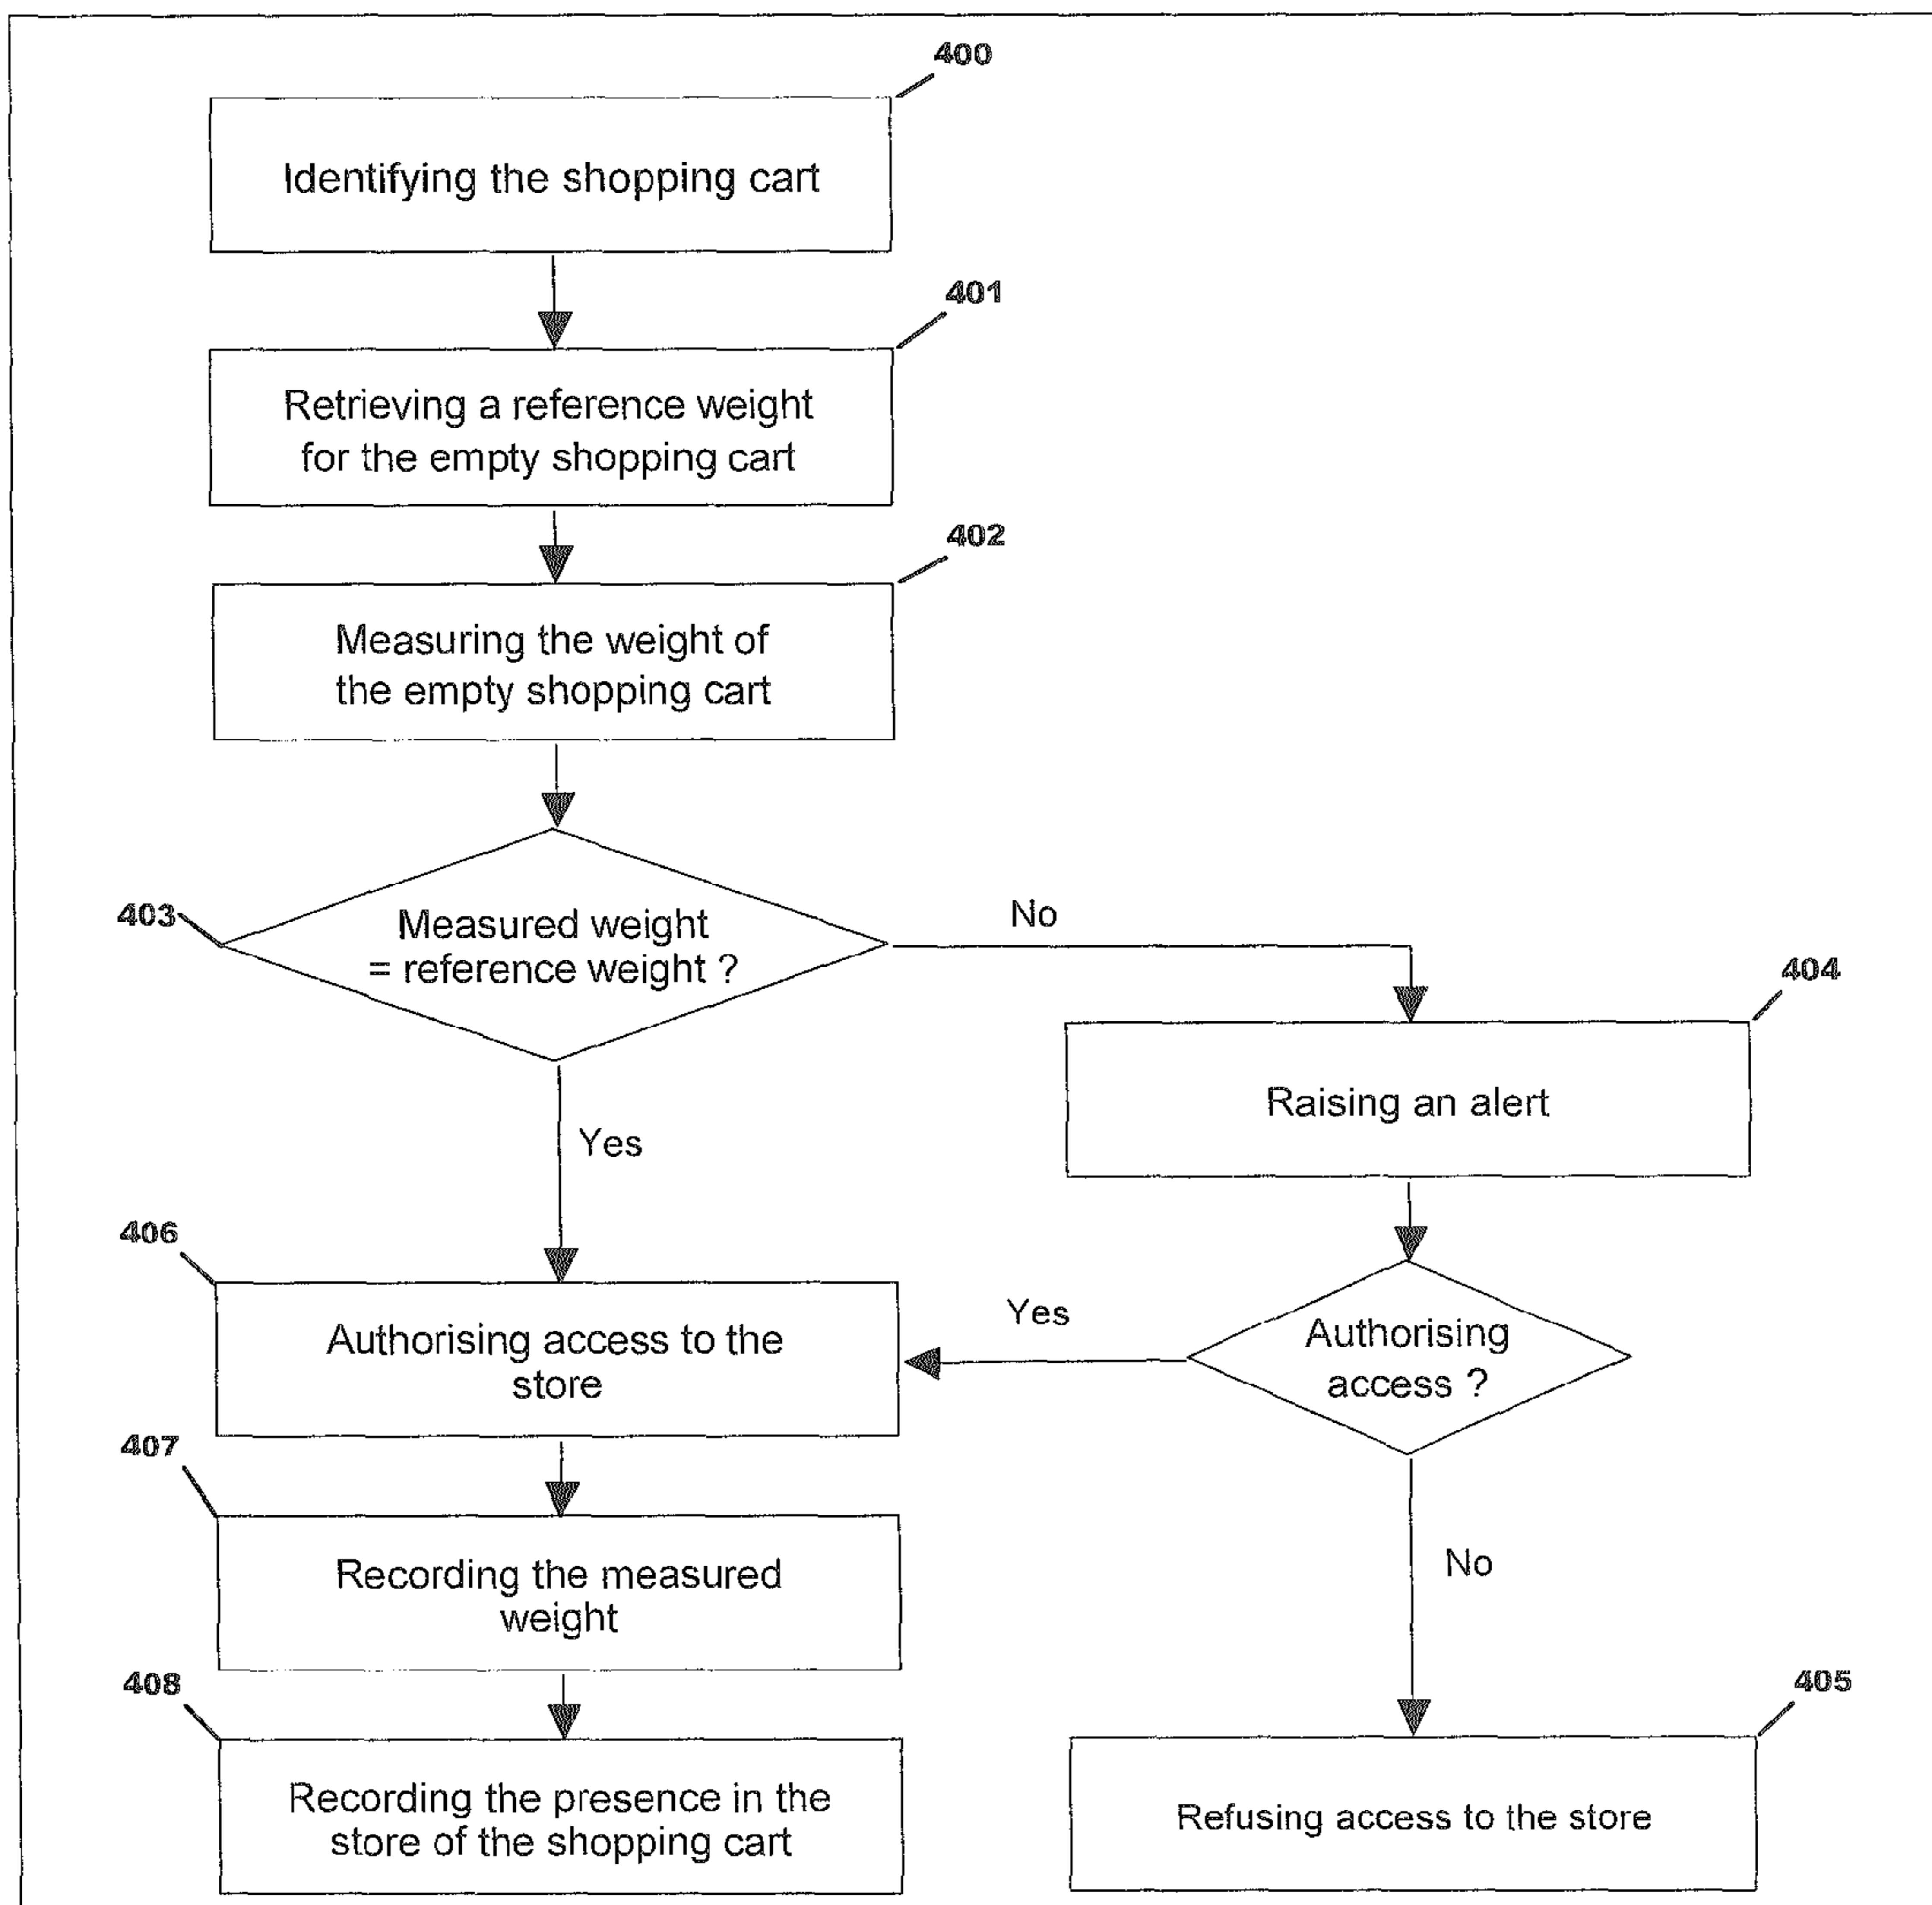 400
Identifying the shopping cart
401
Retrieving a reference weight
for the empty shopping cart
402
Measuring the weight of
the empty shopping cart
403
Measured weight
= reference weight ?
No
404
Raising an alert
Yes
406
Authorising access to the
store
Yes
Authorising
access ?
407
Recording the measured
weight
No
408
Recording the presence in the
store of the shopping cart
405
Refusing access to the store